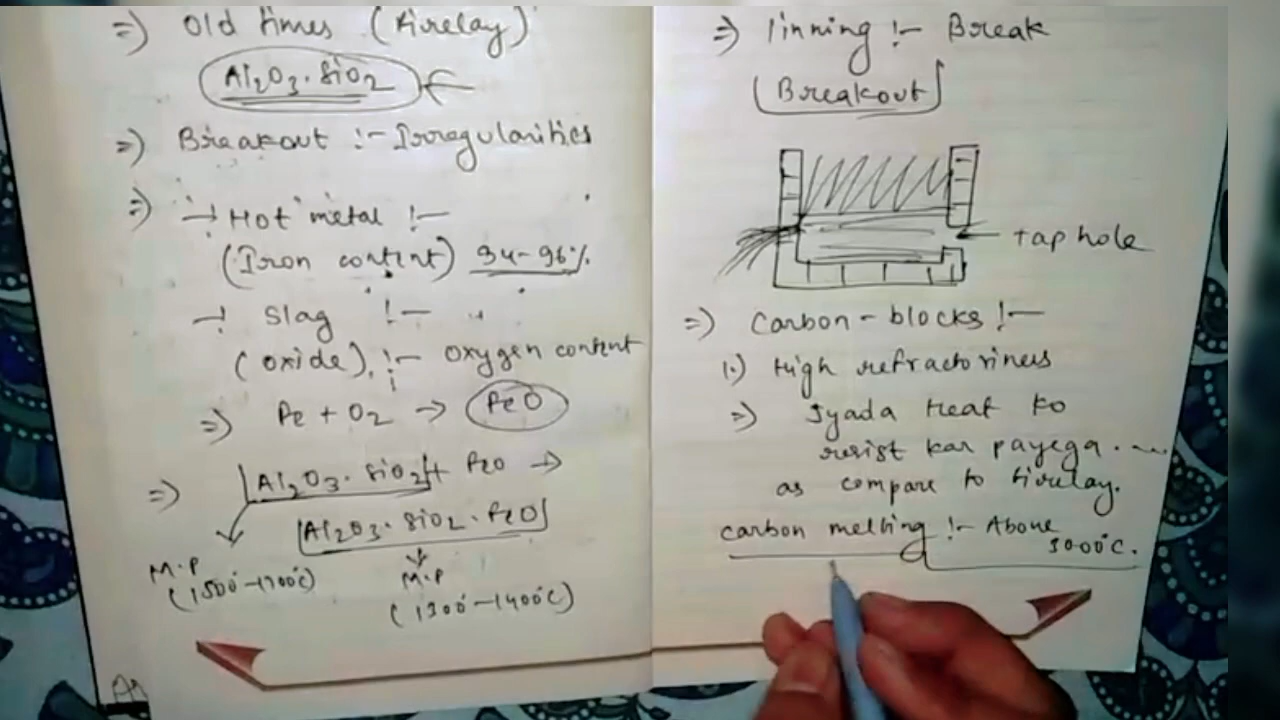 =) Old times (Fireclay)
Al2O3.SiO2
=) Breakout :- Irregularities
=) → Hot metal :-
(Iron content) 94-96%
→ Slag :-
(oxide), :- oxygen content
=) Fe + O2 → FeO
=) Al2O3.SiO2 + FeO →
Al2O3.SiO2.FeO
M.P
(1500°-1700°C)
M.P
(1300°-1400°C)
=) linning :- Break
Breakout
tap hole
=) Carbon-blocks :-
1.) High refractoriness
=) Jyada heat ko
resist kar payega.
as compare to fireclay.
carbon melting :- Above
3000°C.